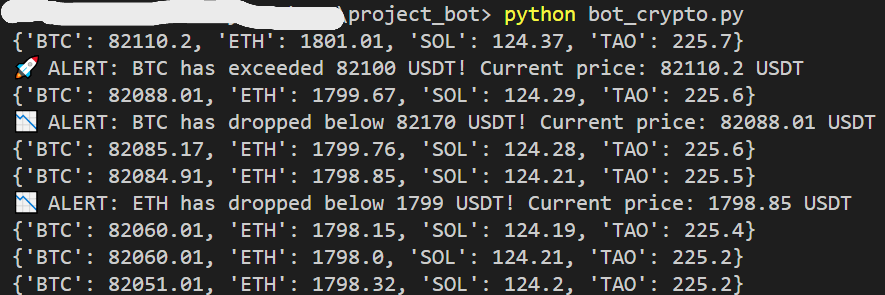 \project_bot> python bot_crypto.py
{'BTC': 82110.2, 'ETH': 1801.01, 'SOL': 124.37, 'TAO': 225.7}
🚀 ALERT: BTC has exceeded 82100 USDT! Current price: 82110.2 USDT
{'BTC': 82088.01, 'ETH': 1799.67, 'SOL': 124.29, 'TAO': 225.6}
📉 ALERT: BTC has dropped below 82170 USDT! Current price: 82088.01 USDT
{'BTC': 82085.17, 'ETH': 1799.76, 'SOL': 124.28, 'TAO': 225.6}
{'BTC': 82084.91, 'ETH': 1798.85, 'SOL': 124.21, 'TAO': 225.5}
📉 ALERT: ETH has dropped below 1799 USDT! Current price: 1798.85 USDT
{'BTC': 82060.01, 'ETH': 1798.15, 'SOL': 124.19, 'TAO': 225.4}
{'BTC': 82060.01, 'ETH': 1798.0, 'SOL': 124.21, 'TAO': 225.2}
{'BTC': 82051.01, 'ETH': 1798.32, 'SOL': 124.2, 'TAO': 225.2}